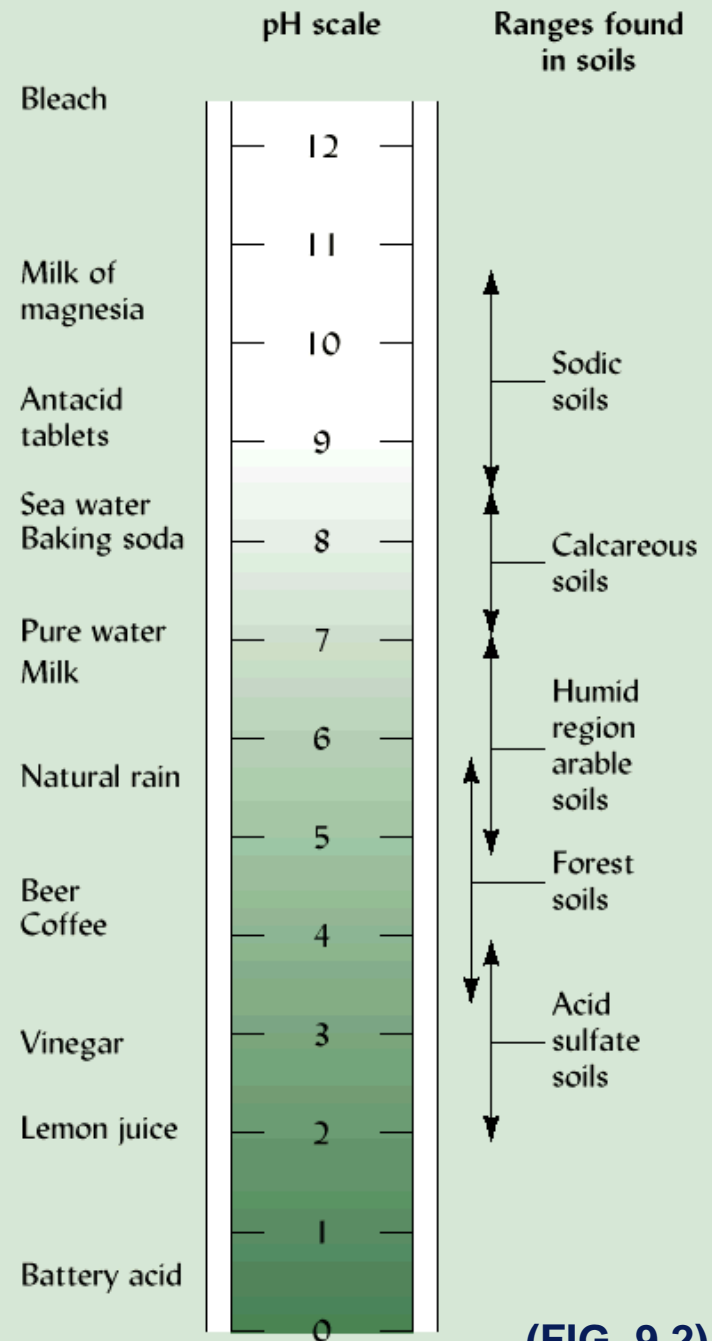 pH scale
Ranges found
in soils
Bleach
Milk of
magnesia
Antacid
tablets
Sea water
Baking soda
Pure water
Milk
Natural rain
Beer
Coffee
Vinegar
Lemon juice
Battery acid
12
11
10
9
8
7
6
5
4
3
2
1
0
Sodic
soils
Calcareous
soils
Humid
region
arable
soils
Forest
soils
Acid
sulfate
soils
(FIG. 9.2)